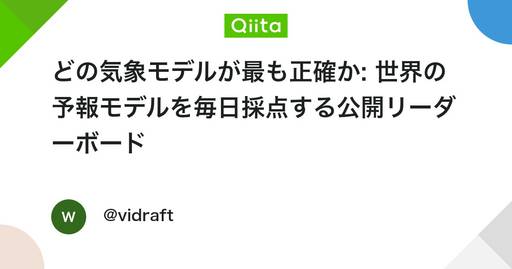 Qiita
どの気象モデルが最も正確か: 世界の
予報モデルを毎日採点する公開リーダ
ーボード
W
@vidraft